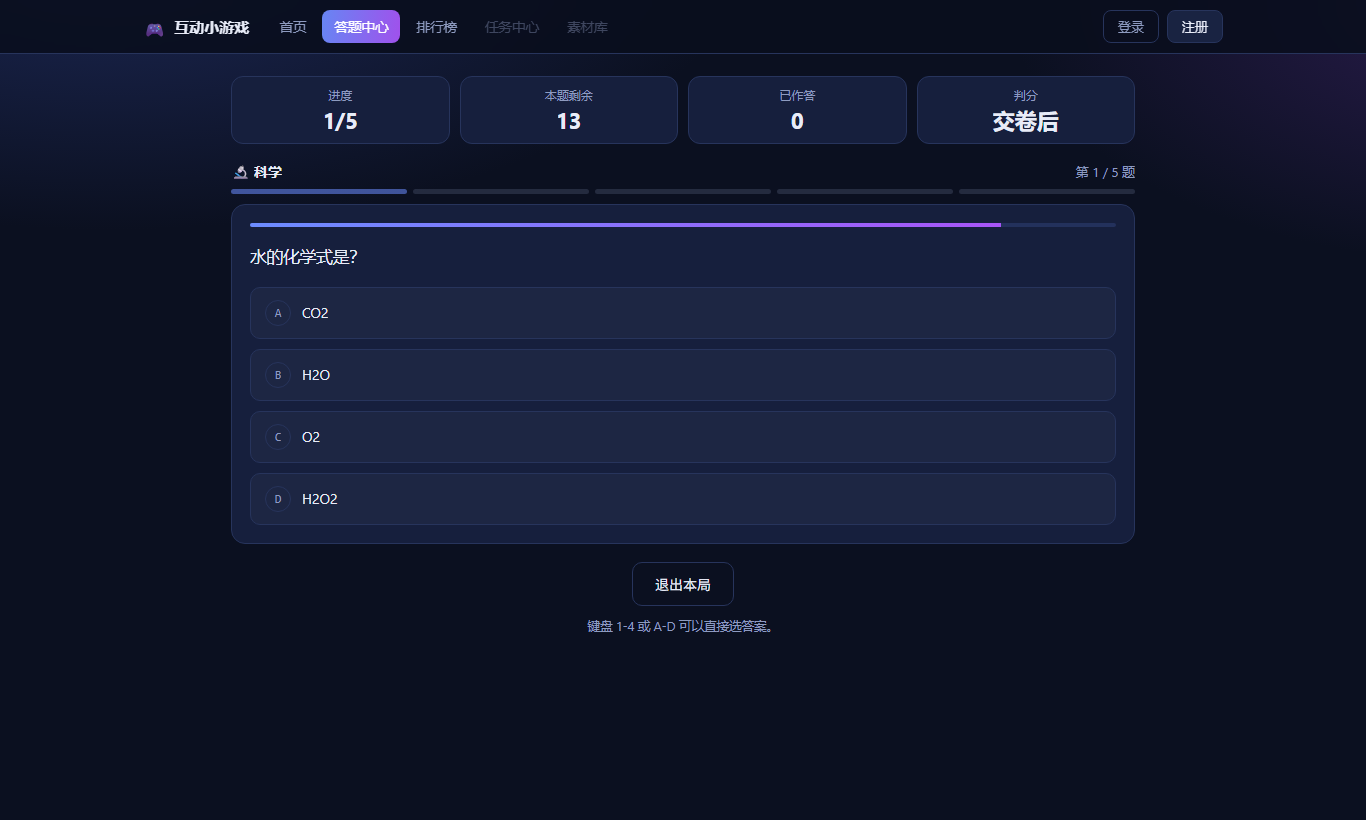 互动小游戏 首页 答题中心 排行榜 任务中心 素材库 登录 注册
进度 本题剩余 已作答 判分
1/5 13 0 交卷后
科学 第 1 / 5 题
水的化学式是?
A CO2
B H2O
C O2
D H2O2
退出本局
键盘 1-4 或 A-D 可以直接选答案。